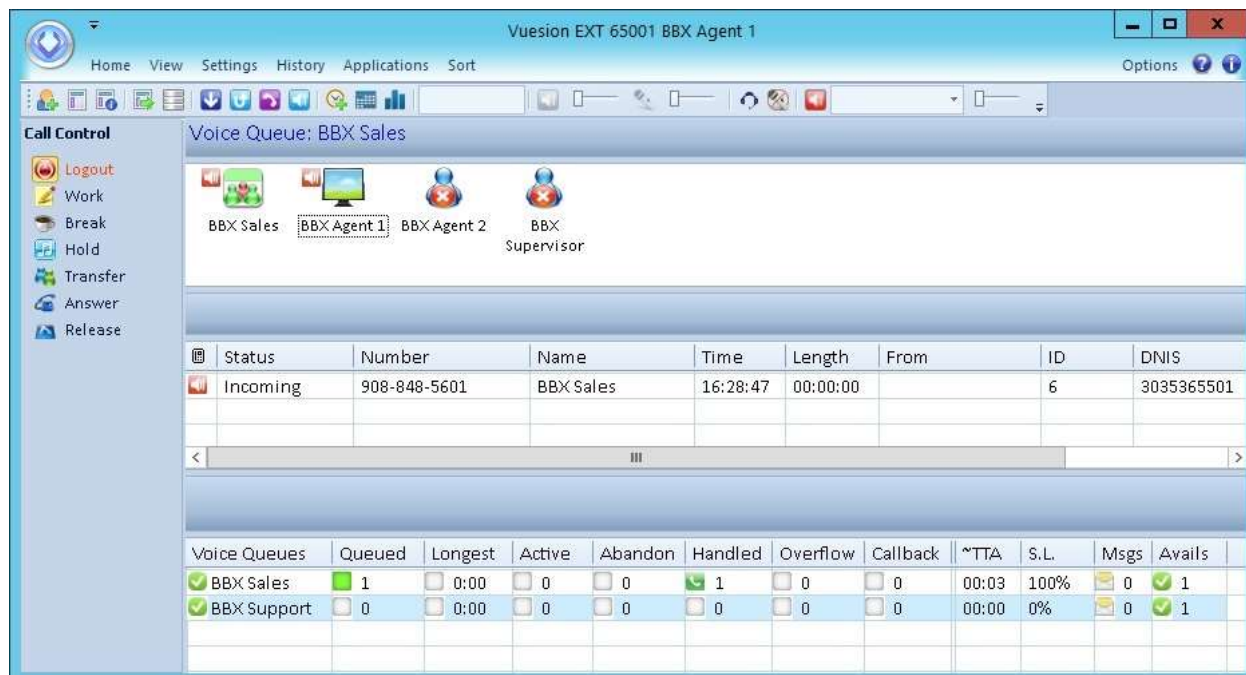 Vuesion EXT 65001 BBX Agent 1
Home View Settings History Applications Sort Options
Call Control
Voice Queue: BBX Sales
Logout
Work
Break
Hold
Transfer
Answer
Release
BBX Sales BBX Agent 1 BBX Agent 2 BBX
Supervisor
Status Number Name Time Length From ID DNIS
Incoming 908-848-5601 BBX Sales 16:28:47 00:00:00 6 3035365501
Voice Queues Queued Longest Active Abandon Handled Overflow Callback ~TTA S.L. Msgs Avails
BBX Sales 1 0:00 0 0 1 0 0 00:03 100% 0 1
BBX Support 0 0:00 0 0 0 0 0 00:00 0% 0 1